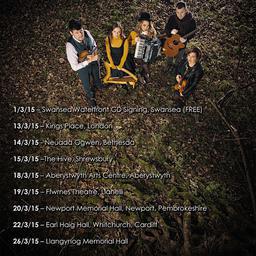 1/3/15 – Swansea Waterfront CD Signing, Swansea (FREE)
13/3/15 – Kings Place, London
14/3/15 – Neuadd Ogwen, Bethesda
15/3/15 – The Hive, Shrewsbury
18/3/15 – Aberystwyth Arts Centre, Aberystwyth
19/3/15 – Ffwrnes Theatre, Llanelli
20/3/15 – Newport Memorial Hall, Newport, Pembrokeshire
22/3/15 – Earl Haig Hall, Whitchurch, Cardiff
26/3/15 – Llangyniog Memorial Hall